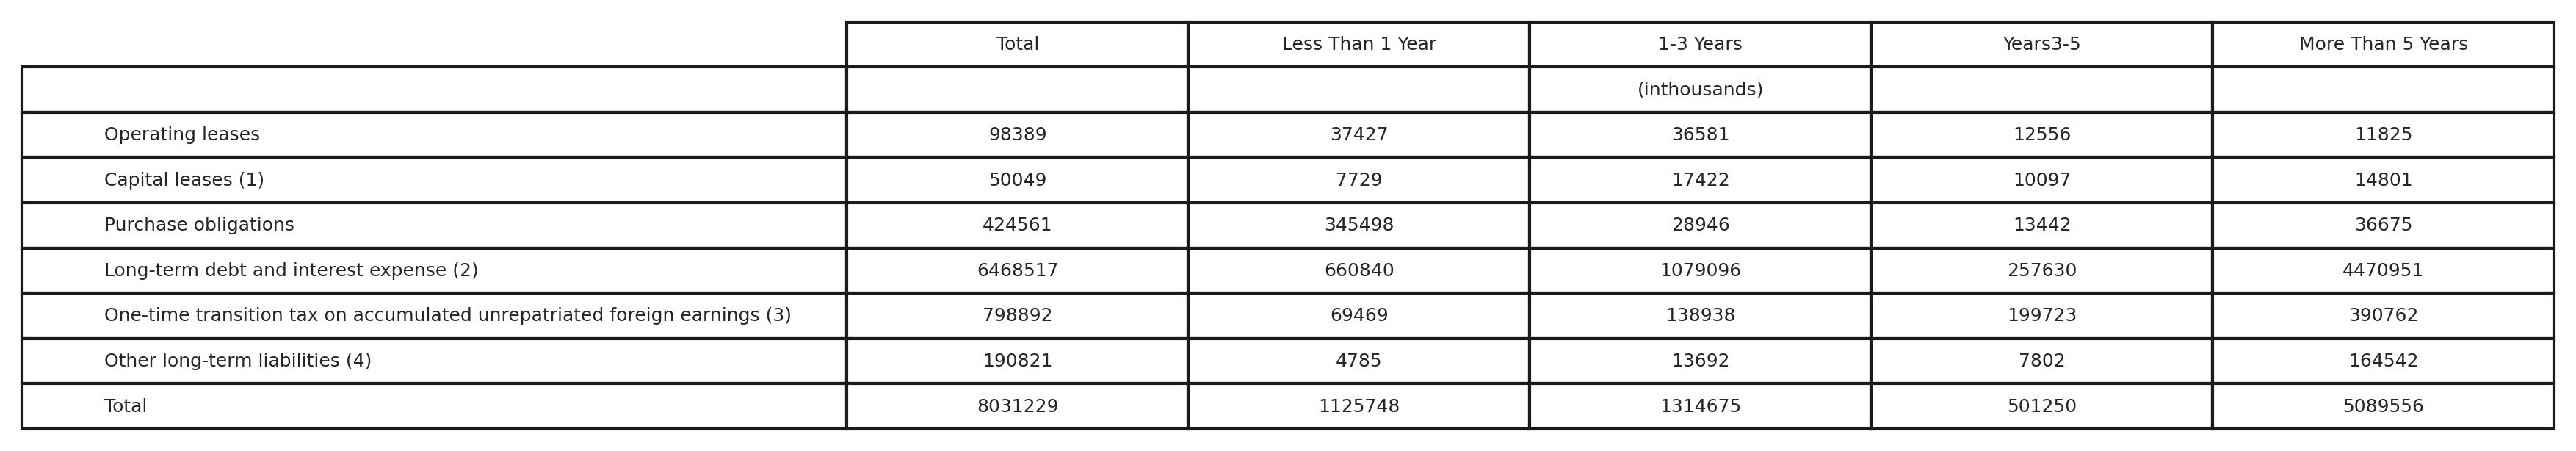 Total Less Than 1 Year 1-3 Years Years3-5 More Than 5 Years
(inthousands)
Operating leases 98389 37427 36581 12556 11825
Capital leases (1) 50049 7729 17422 10097 14801
Purchase obligations 424561 345498 28946 13442 36675
Long-term debt and interest expense (2) 6468517 660840 1079096 257630 4470951
One-time transition tax on accumulated unrepatriated foreign earnings (3) 798892 69469 138938 199723 390762
Other long-term liabilities (4) 190821 4785 13692 7802 164542
Total 8031229 1125748 1314675 501250 5089556